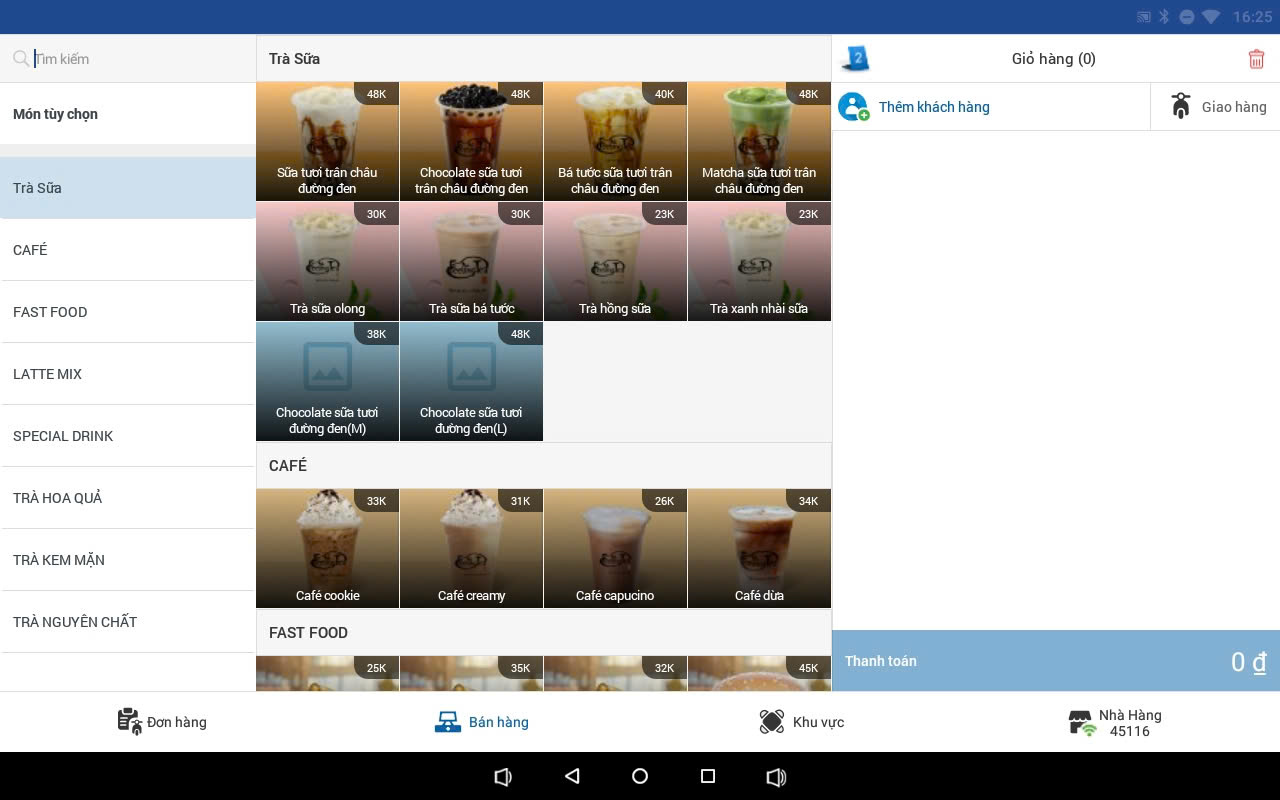 16:25
Tìm kiếm
Món tùy chọn
Trà Sữa
CAFÉ
FAST FOOD
LATTE MIX
SPECIAL DRINK
TRÀ HOA QUẢ
TRÀ KEM MẶN
TRÀ NGUYÊN CHẤT
Trà Sữa
48K
Sữa tươi trân châu
đường đen
48K
Chocolate sữa tươi
trân châu đường đen
40K
Bá tước sữa tươi trân
châu đường đen
48K
Matcha sữa tươi trân
châu đường đen
30K
Trà sữa olong
30K
Trà sữa bá tước
23K
Trà hồng sữa
23K
Trà xanh nhài sữa
38K
Chocolate sữa tươi
đường đen(M)
48K
Chocolate sữa tươi
đường đen(L)
CAFÉ
33K
Café cookie
31K
Café creamy
26K
Café capucino
34K
Café dừa
FAST FOOD
25K
35K
32K
45K
2
Giỏ hàng (0)
Thêm khách hàng
Giao hàng
Thanh toán
0 đ
Đơn hàng
Bán hàng
Khu vực
Nhà Hàng
45116